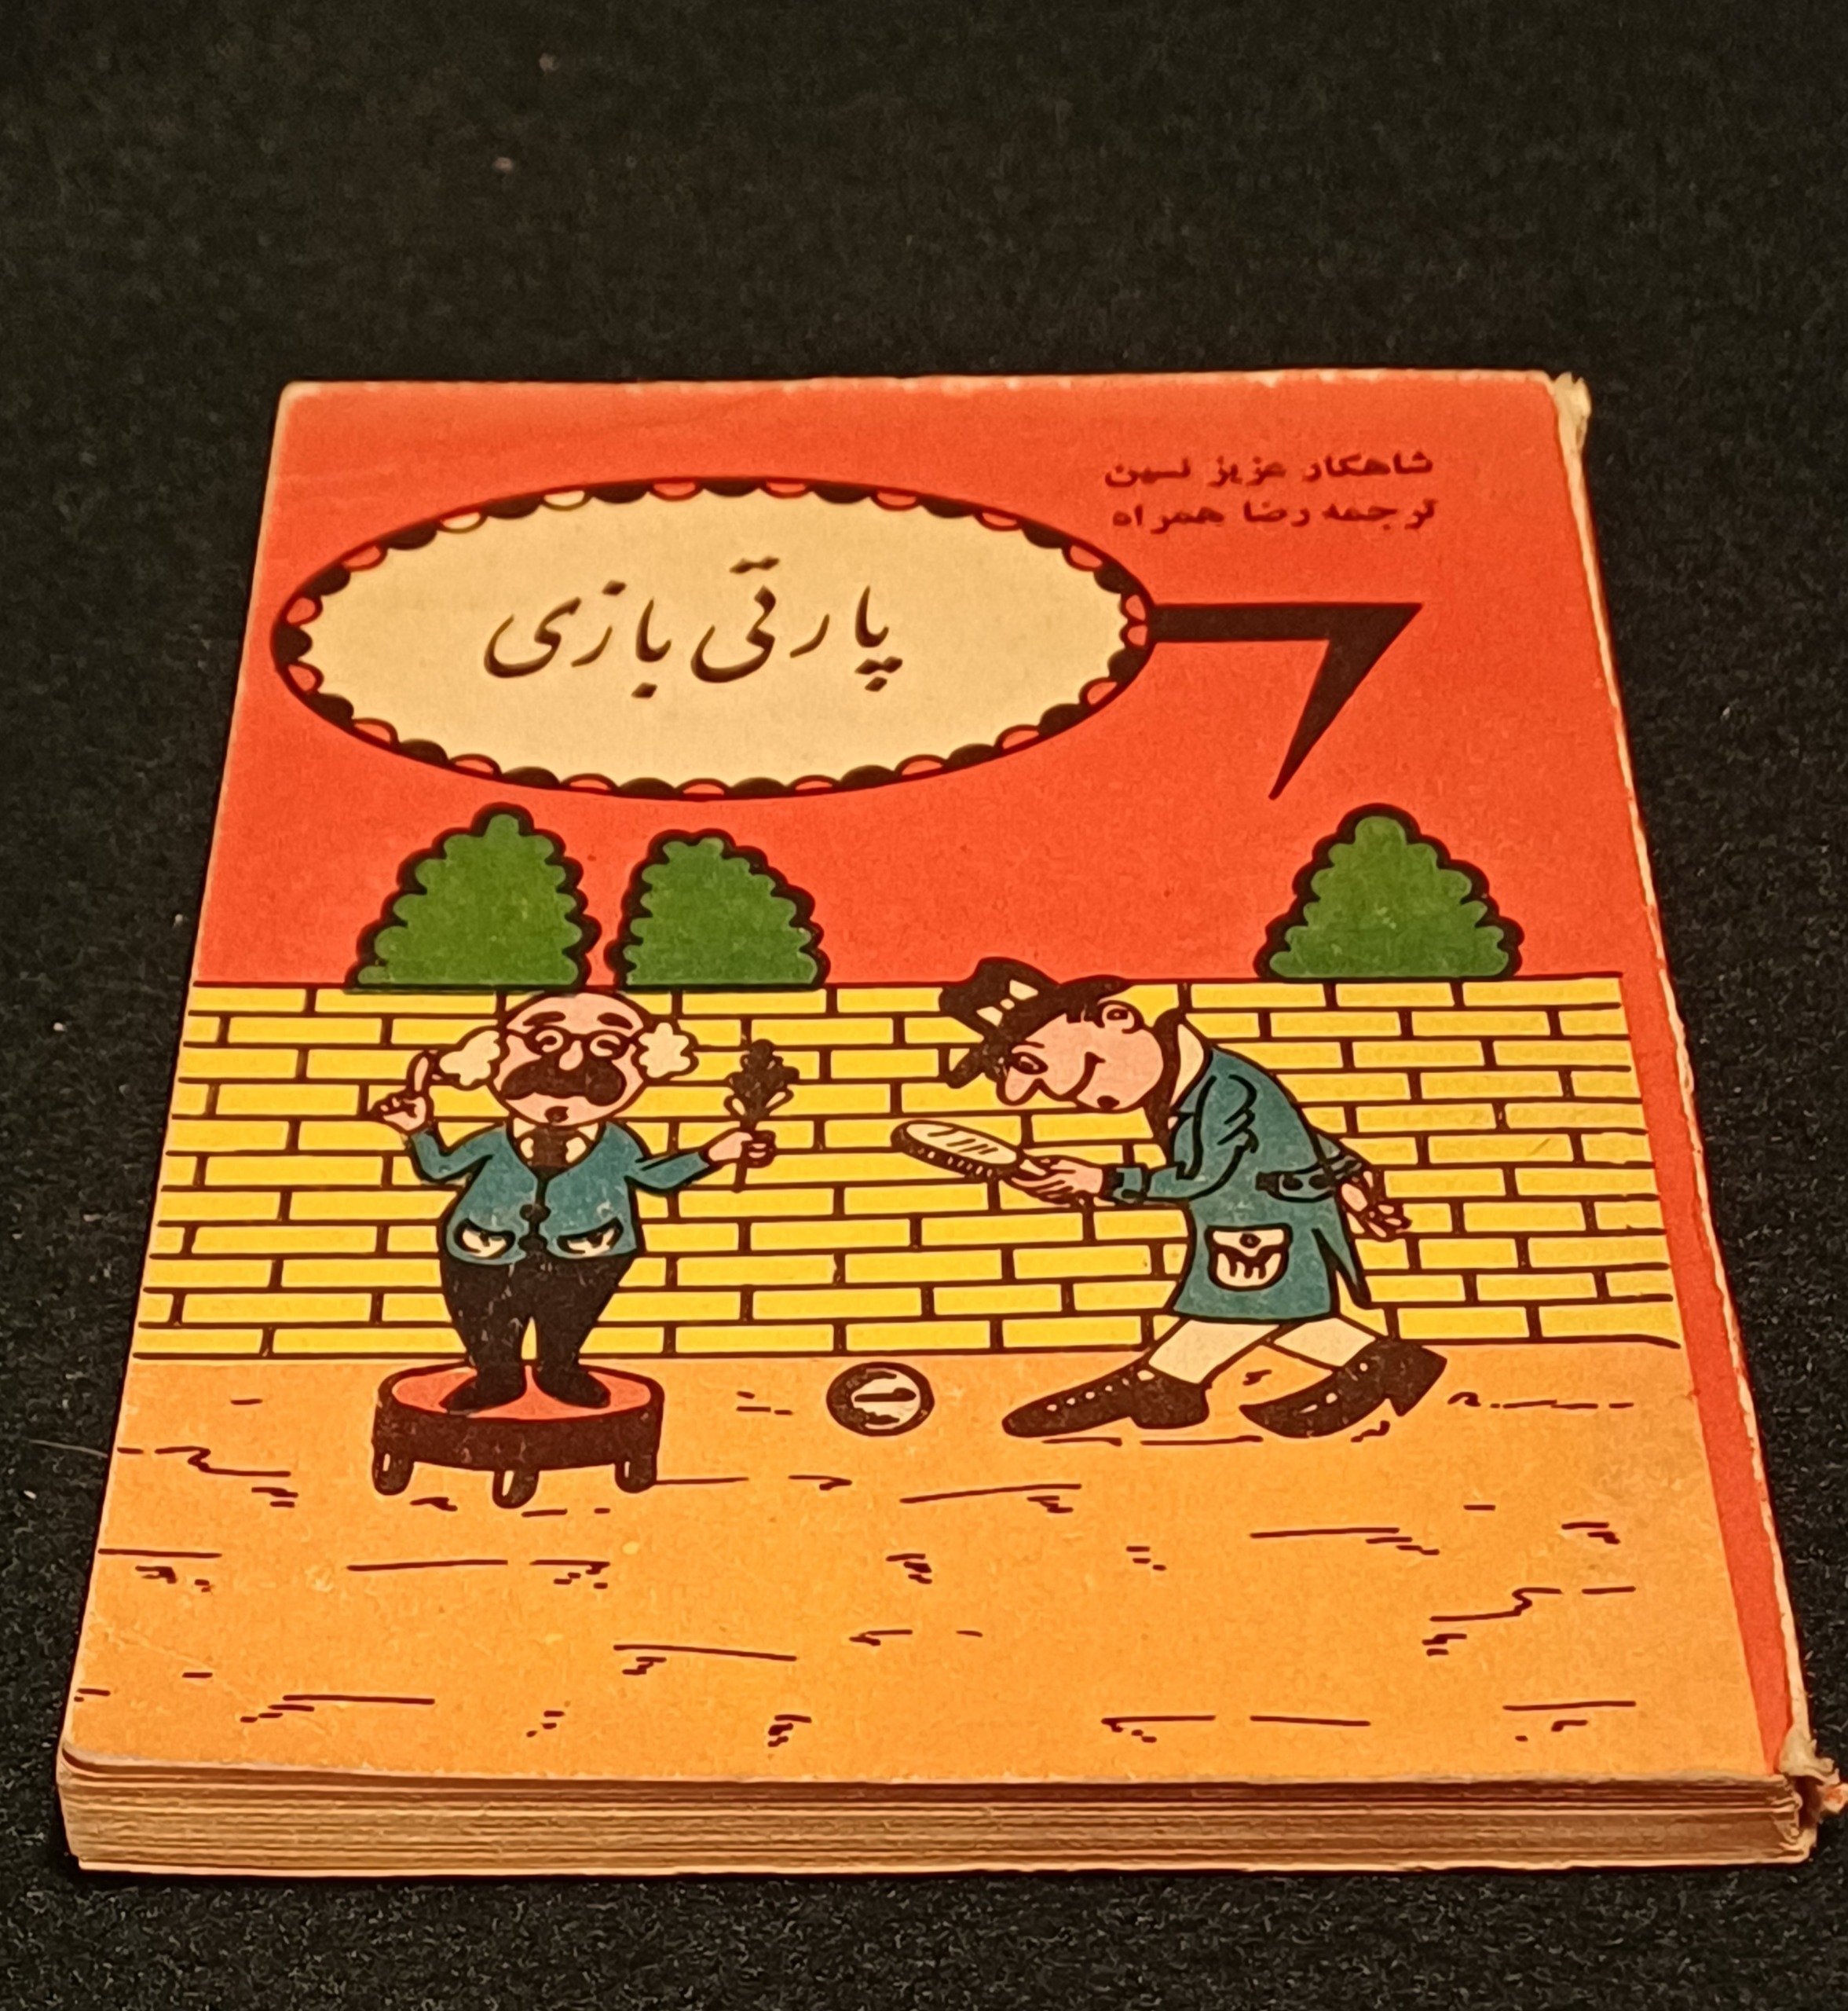 شاهکار عزیز نسین
ترجمه رضا همراه
پارتی بازی